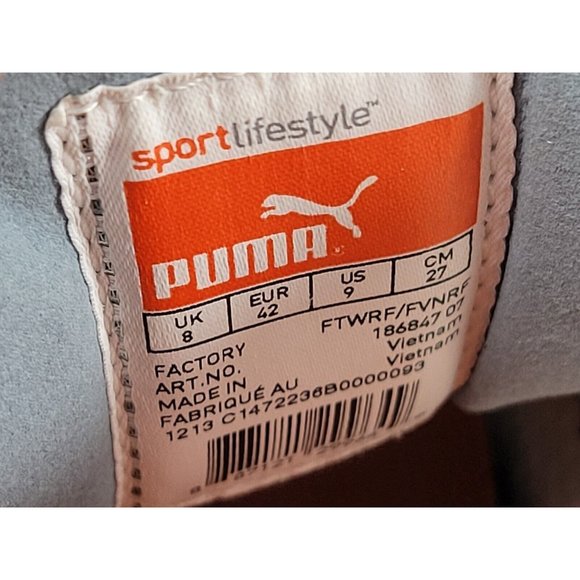 sportlifestyle™
PUMA
UK EUR US CM
8 42 9 27
FACTORY FTWRF/FVNRF
ART.NO. 186847 07
MADE IN Vietnam
FABRIQUÉ AU Vietnam
1213 C1472236B0000093